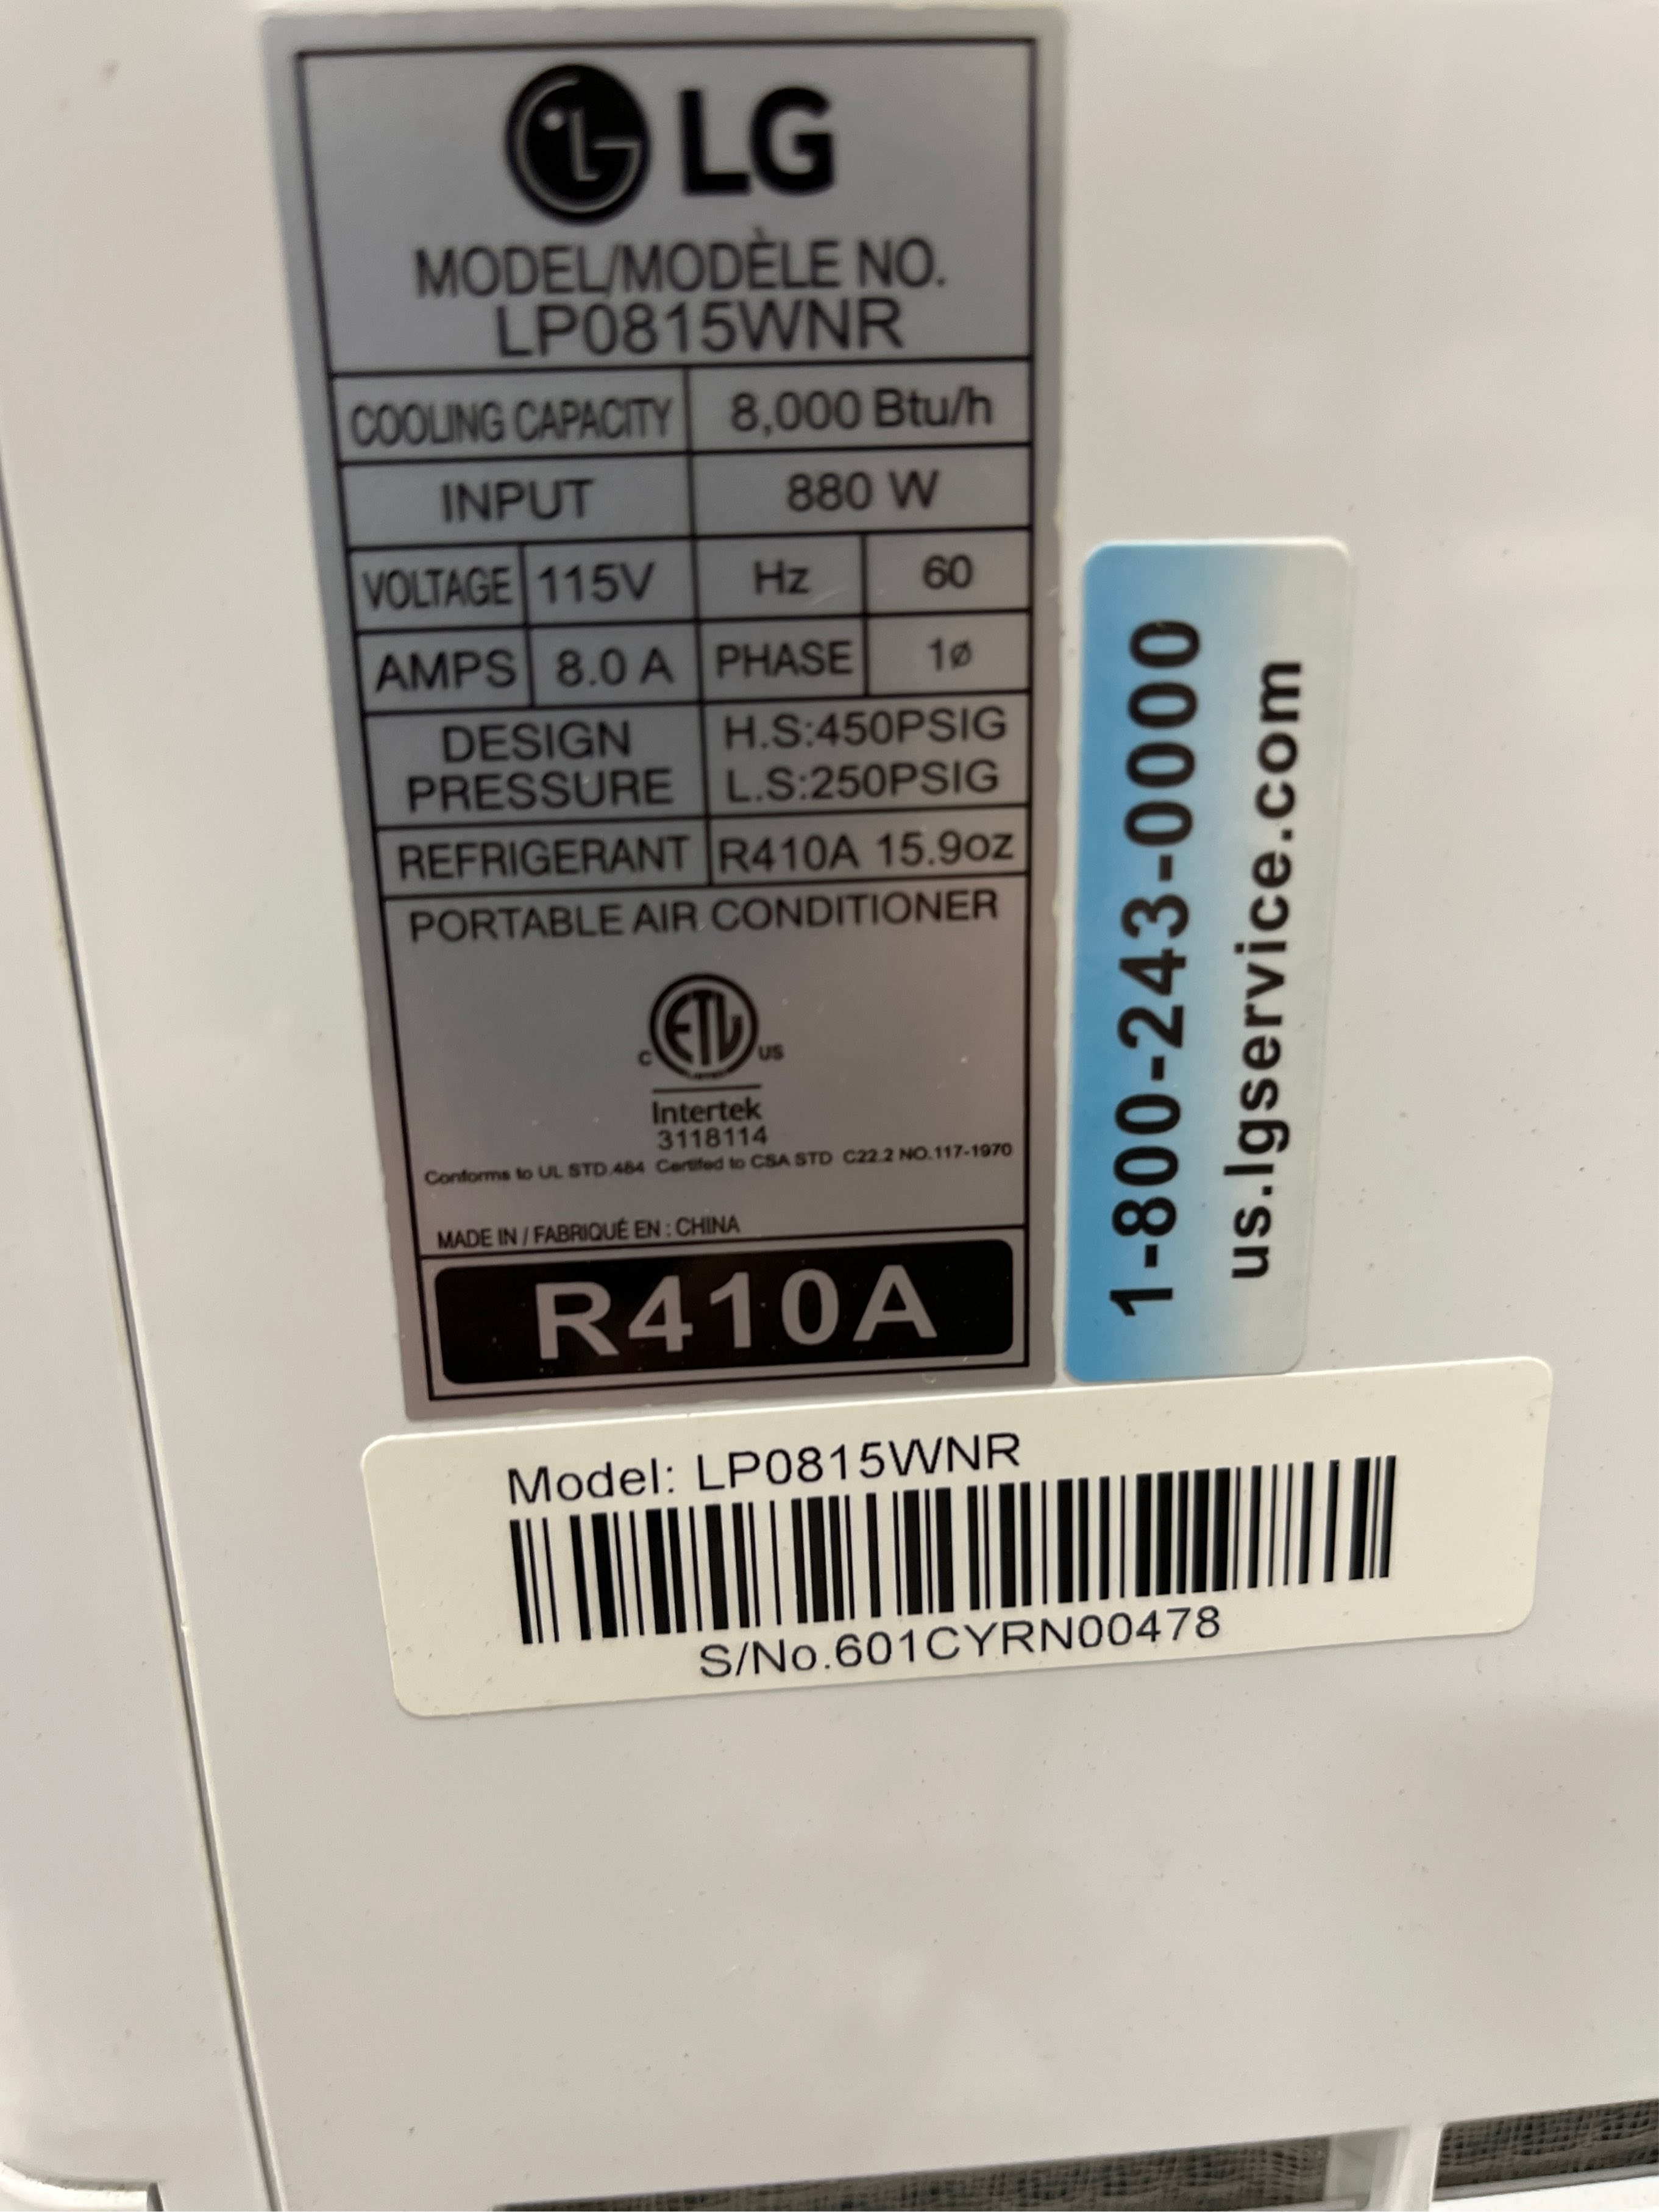 LG
MODEL/MODÈLE NO.
LP0815WNR
COOLING CAPACITY 8,000 Btu/h
INPUT 880 W
VOLTAGE 115V Hz 60
AMPS 8.0 A PHASE 1ø
DESIGN PRESSURE H.S:450PSIG
L.S:250PSIG
REFRIGERANT R410A 15.9oz
PORTABLE AIR CONDITIONER
C ETL US
Intertek
3118114
Conforms to UL STD.484 Certifed to CSA STD C22.2 NO.117-1970
MADE IN / FABRIQUÉ EN : CHINA
R410A
1-800-243-0000
us.lgservice.com
Model: LP0815WNR
S/No.601CYRN00478